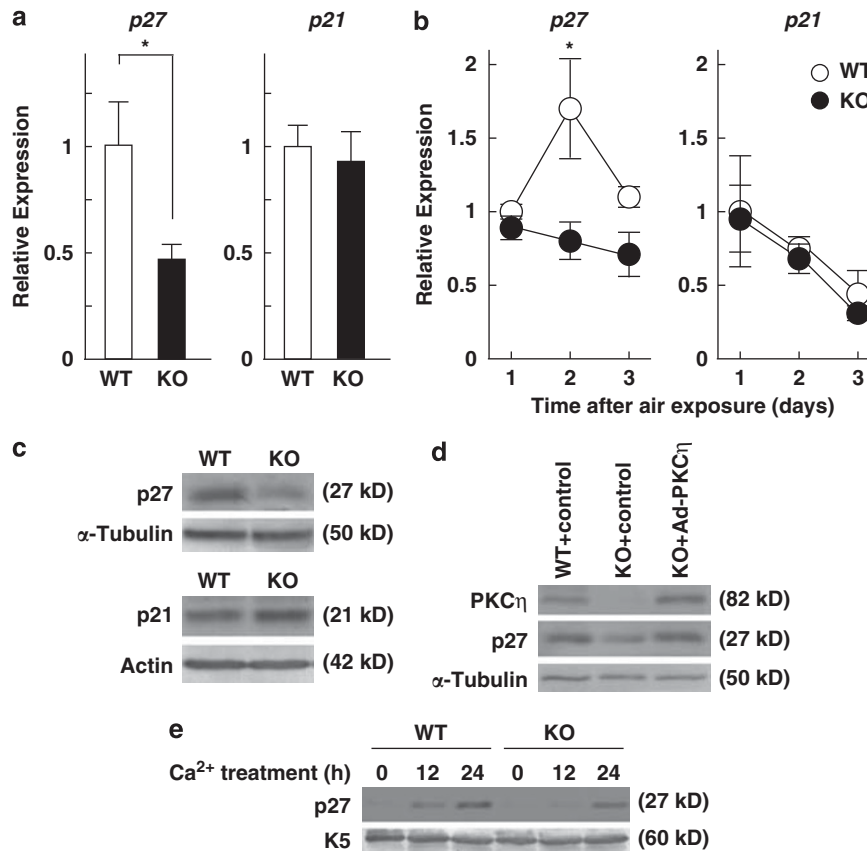 a
p27
p21
*
Relative Expression
1
0.5
0
WT
KO
1
0.5
0
WT
KO
b
p27
p21
*
WT
KO
Relative Expression
2
1.5
1
0.5
0
1 2 3
2
1.5
1
0.5
0
1 2 3
Time after air exposure (days)
c
WT KO
p27 (27 kD)
α-Tubulin (50 kD)
WT KO
p21 (21 kD)
Actin (42 kD)
d
WT+control
KO+control
KO+Ad-PKCη
PKCη (82 kD)
p27 (27 kD)
α-Tubulin (50 kD)
e
WT KO
Ca2+ treatment (h) 0 12 24 0 12 24
p27 (27 kD)
K5 (60 kD)